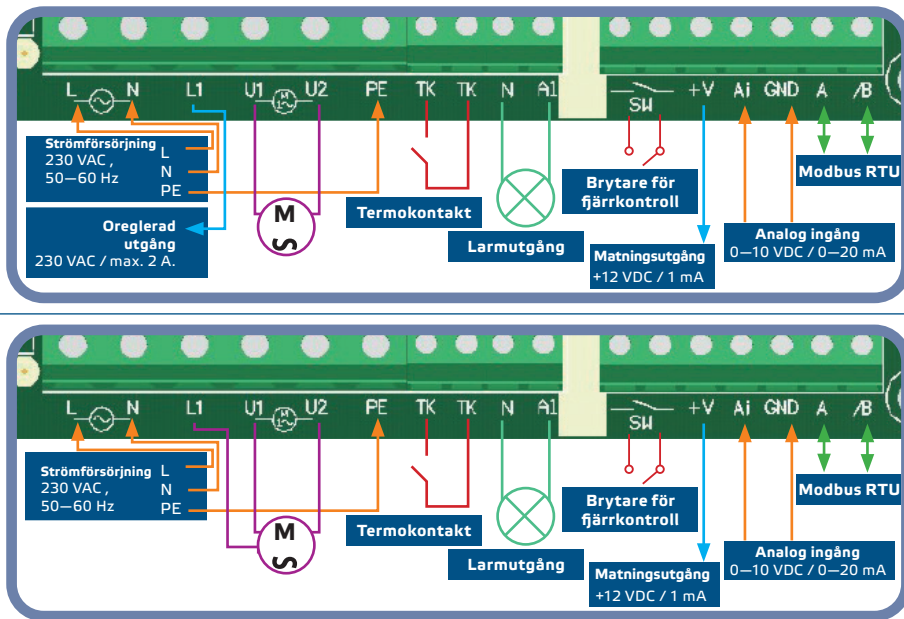 L N L1 U1 M 1~ U2 PE TK TK N A1 SW +V Ai GND A /B
Strömförsörjning
230 VAC ,
50—60 Hz
L
N
PE
Oreglerad
utgång
230 VAC / max. 2 A.
M
Termokontakt
Larmutgång
Brytare för
fjärrkontroll
Matningsutgång
+12 VDC / 1 mA
Analog ingång
0—10 VDC / 0—20 mA
Modbus RTU
L N L1 U1 M 1~ U2 PE TK TK N A1 SW +V Ai GND A /B
Strömförsörjning
230 VAC ,
50—60 Hz
L
N
PE
M
Termokontakt
Larmutgång
Brytare för
fjärrkontroll
Matningsutgång
+12 VDC / 1 mA
Analog ingång
0—10 VDC / 0—20 mA
Modbus RTU